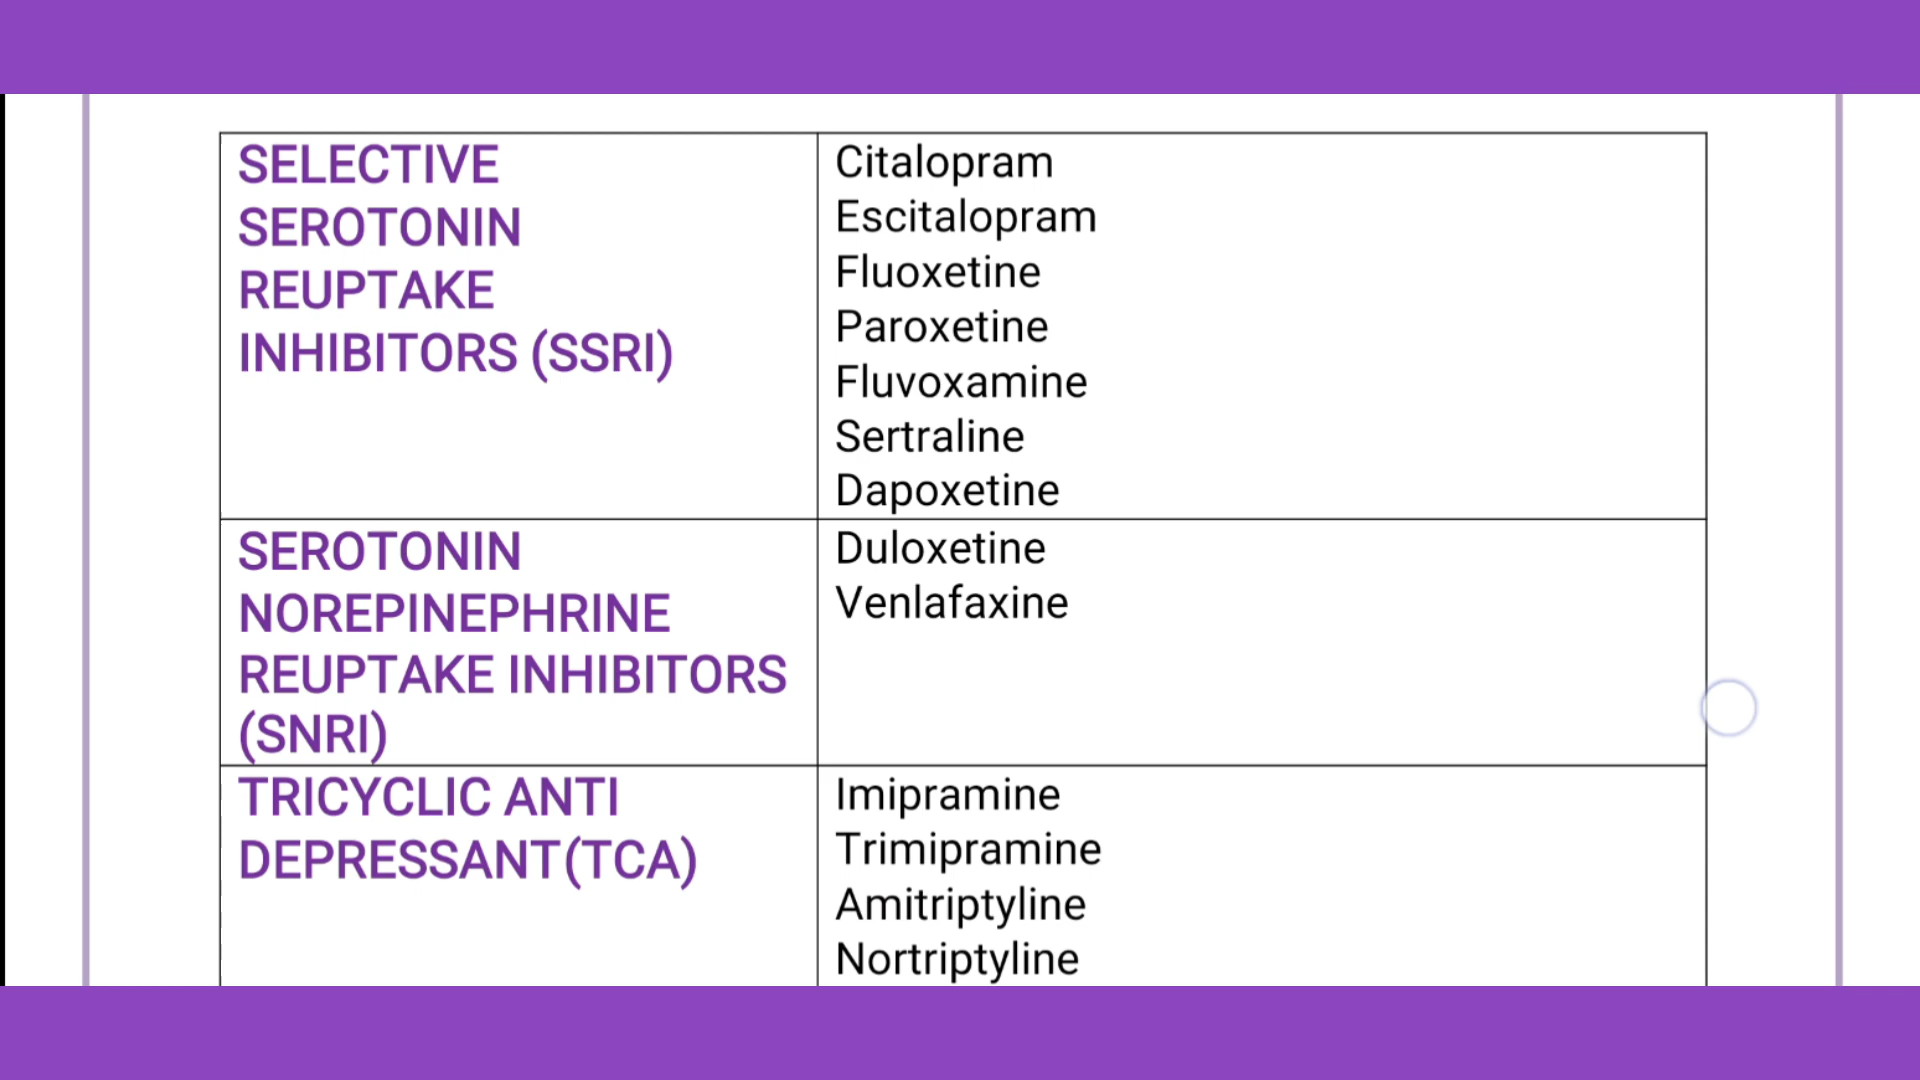 SELECTIVE
SEROTONIN
REUPTAKE
INHIBITORS (SSRI)
Citalopram
Escitalopram
Fluoxetine
Paroxetine
Fluvoxamine
Sertraline
Dapoxetine
SEROTONIN
NOREPINEPHRINE
REUPTAKE INHIBITORS
(SNRI)
Duloxetine
Venlafaxine
TRICYCLIC ANTI
DEPRESSANT(TCA)
Imipramine
Trimipramine
Amitriptyline
Nortriptyline